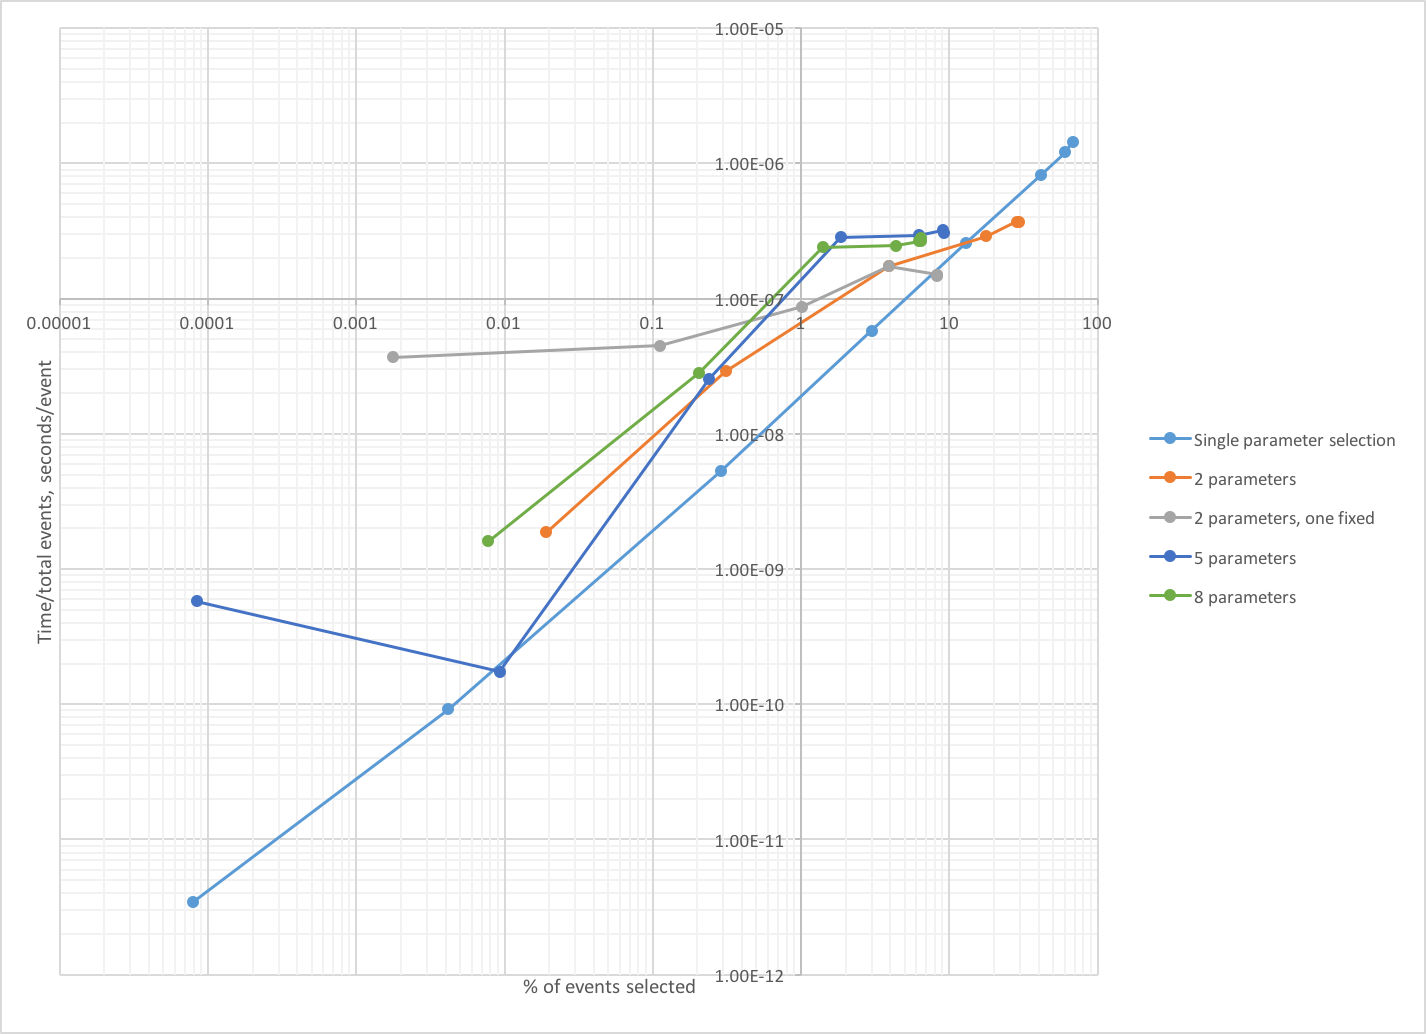 1.00E-05
1.00E-06
1.00E-07
0.00001 0.0001 0.001 0.01 0.1 1 10 100
1.00E-08
1.00E-09
1.00E-10
1.00E-11
1.00E-12
Time/total events, seconds/event
% of events selected
Single parameter selection
2 parameters
2 parameters, one fixed
5 parameters
8 parameters